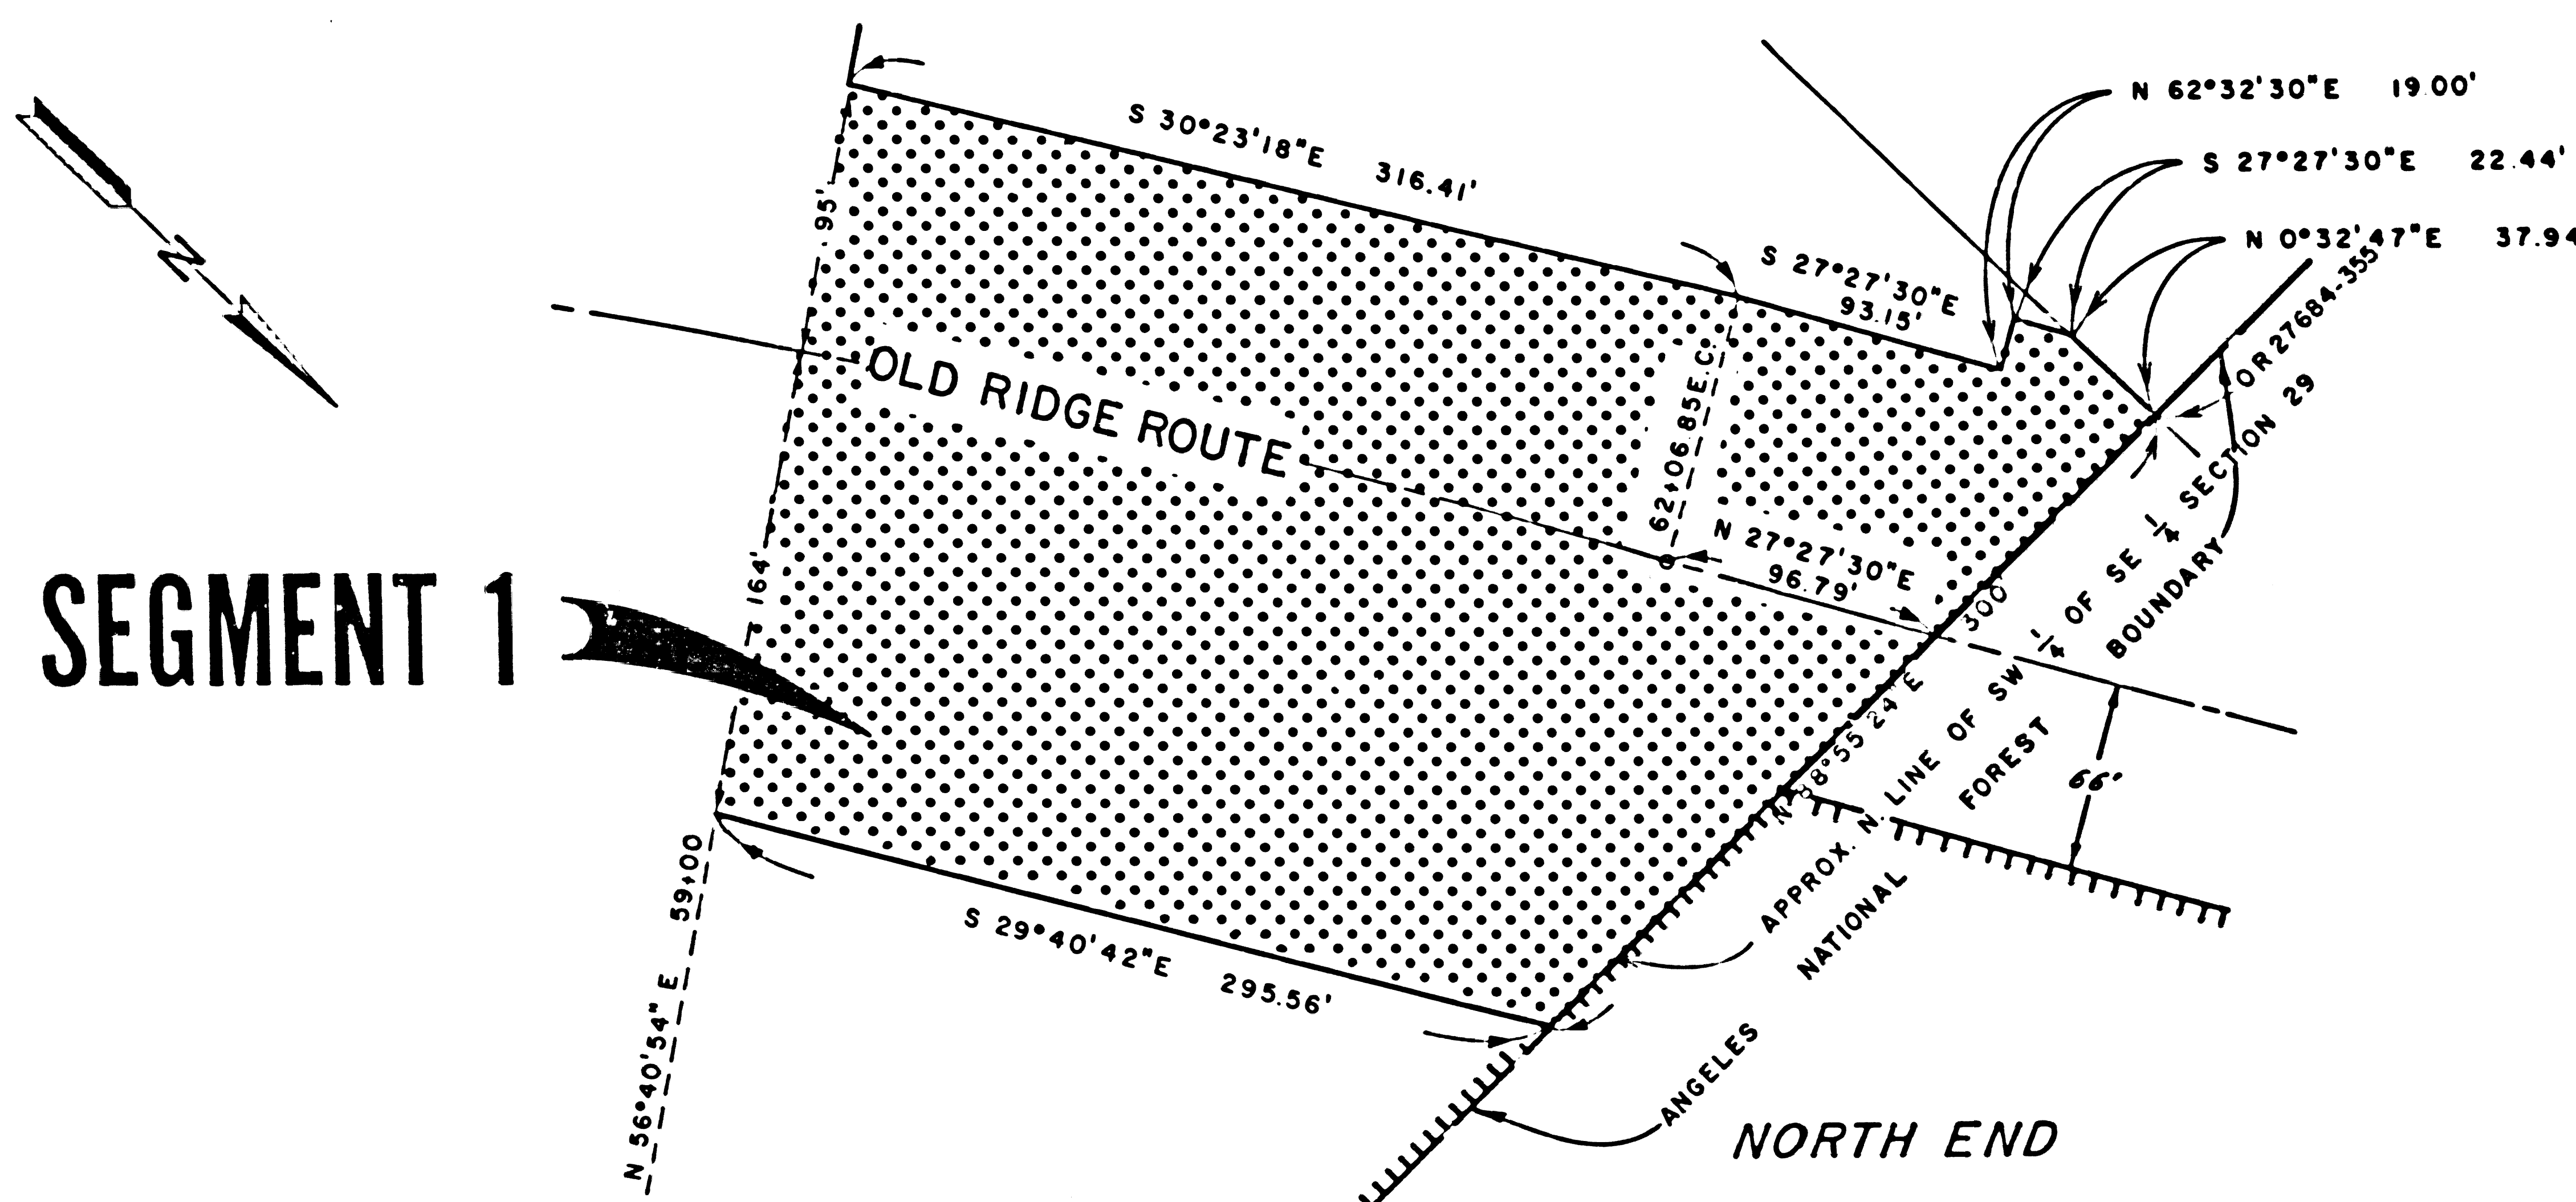 N 62°32'30"E 19.00'
S 27°27'30"E 22.44'
N 0°32'47"E 37.94
S 30°23'18"E 316.41'
S 27°27'30"E
93.15'
95'
N
OLD RIDGE ROUTE
62+06.85E.C.
N 27°27'30"E
96.79'
OR 27684-355
164'
SEGMENT 1
300'
N 88°55'24"E
APPROX. N. LINE OF SW 1/4 OF SE 1/4 SECTION 29
ANGELES NATIONAL FOREST BOUNDARY
66'
S 29°40'42"E 295.56'
N 56°40'54" E 59+00
NORTH END